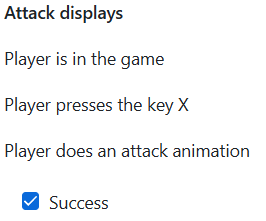 Attack displays
Player is in the game
Player presses the key X
Player does an attack animation
Success